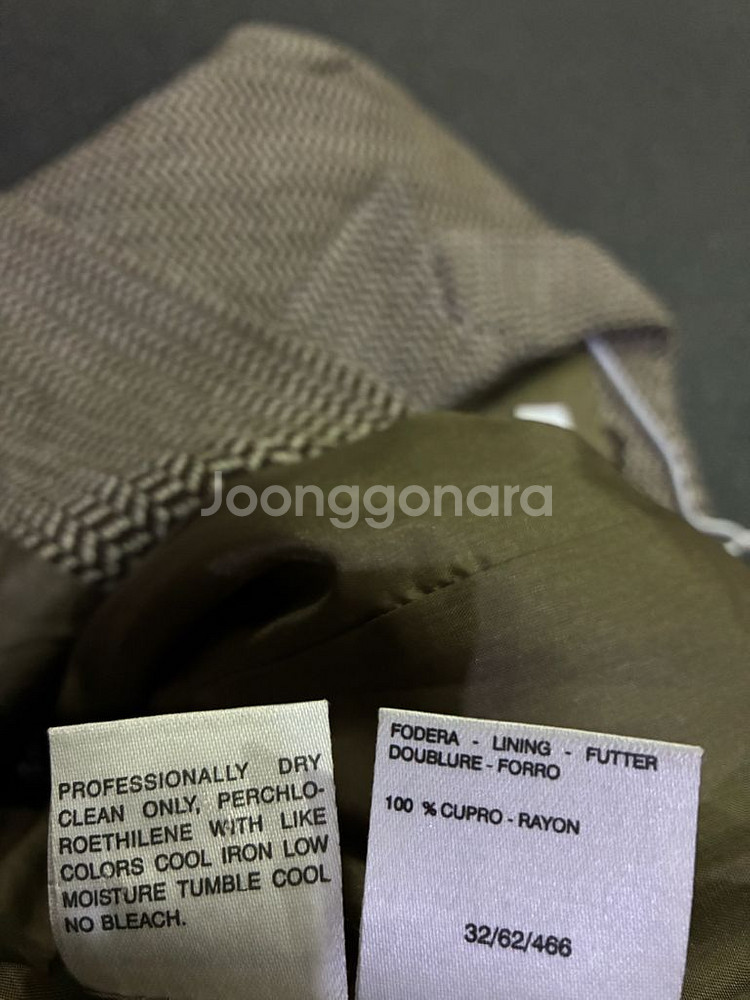 Joonggonara
PROFESSIONALLY DRY
CLEAN ONLY, PERCHLO-
ROETHILENE WITH LIKE
COLORS COOL IRON LOW
MOISTURE TUMBLE COOL
NO BLEACH.
FODERA - LINING - FUTTER
DOUBLURE - FORRO
100 % CUPRO - RAYON
32/62/466